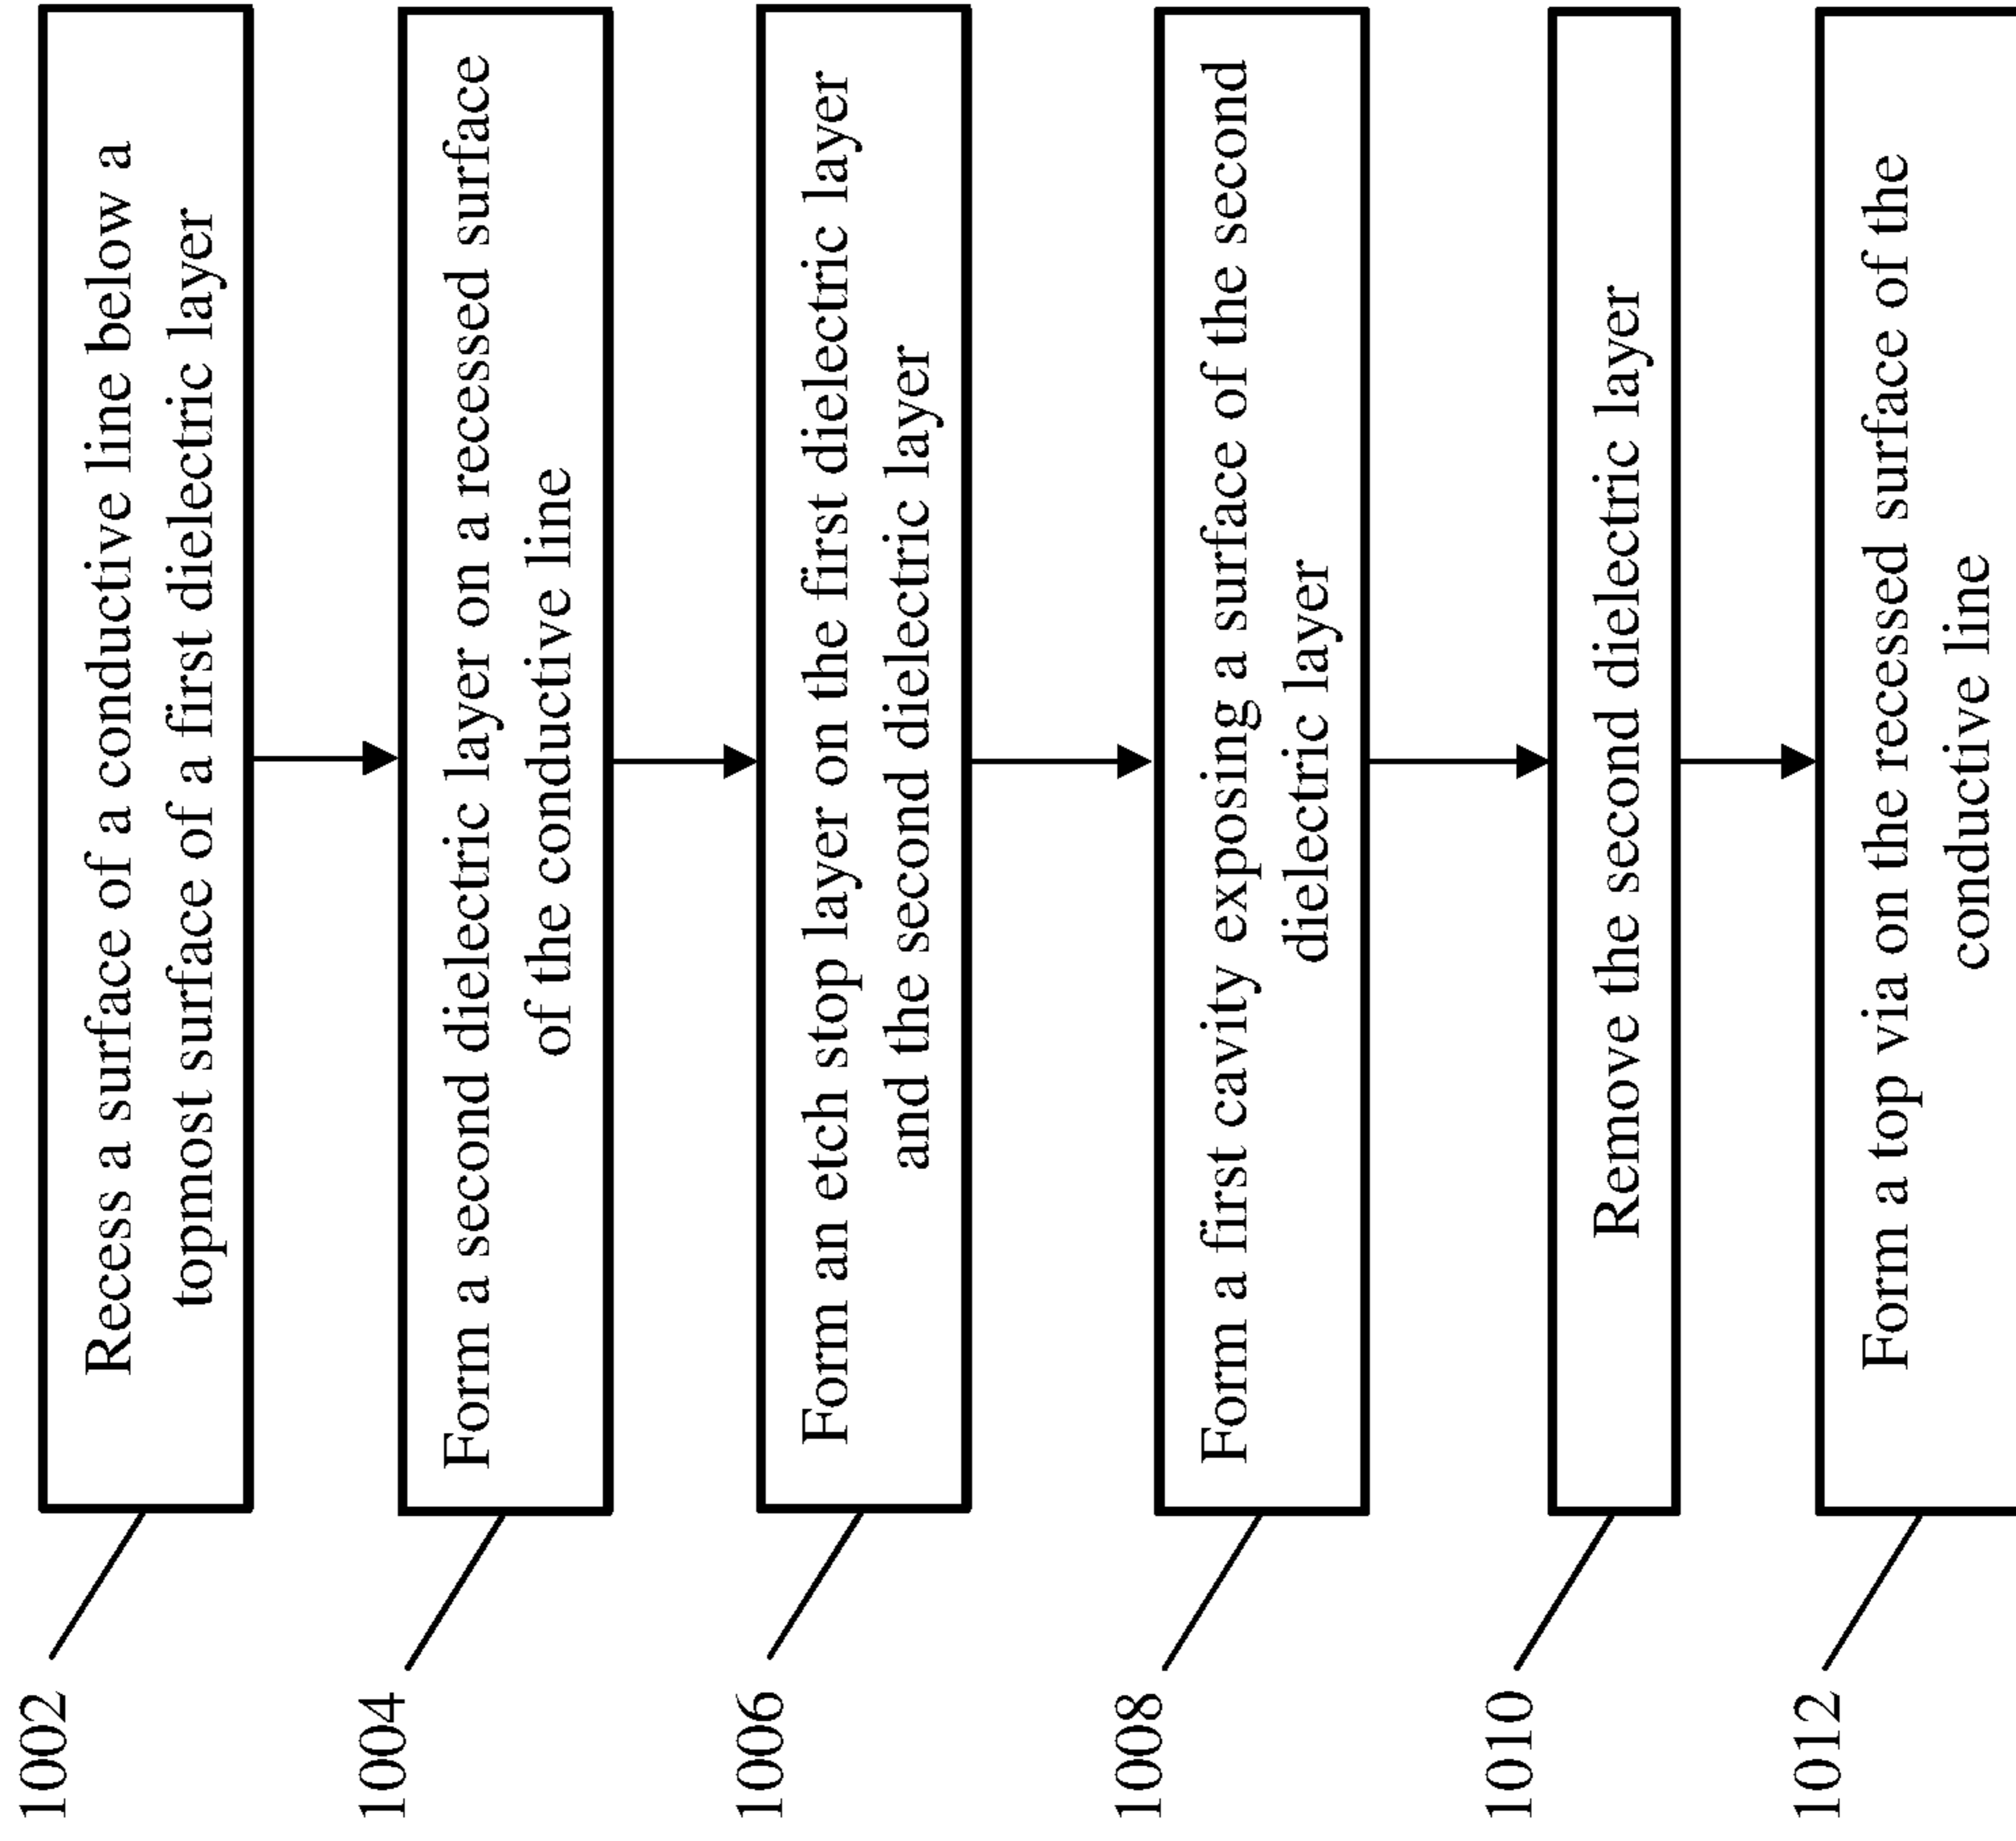 1002
Recess a surface of a conductive line below a
topmost surface of a first dielectric layer
1004
Form a second dielectric layer on a recessed surface
of the conductive line
1006
Form an etch stop layer on the first dielectric layer
and the second dielectric layer
1008
Form a first cavity exposing a surface of the second
dielectric layer
1010
Remove the second dielectric layer
1012
Form a top via on the recessed surface of the
conductive line